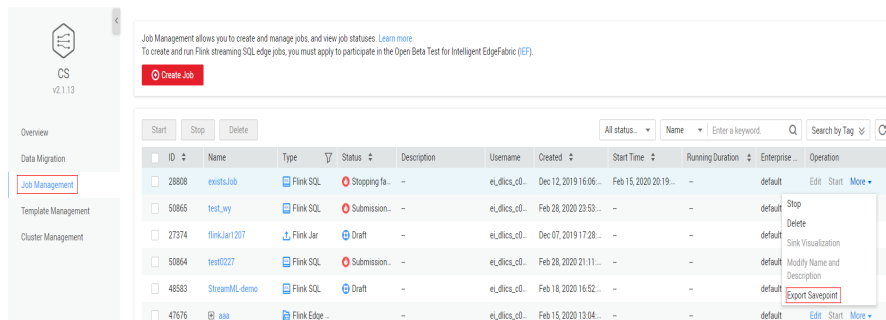 CS
v2.1.13
Overview
Data Migration
Job Management
Template Management
Cluster Management
Job Management allows you to create and manage jobs, and view job statuses. Learn more
To create and run Flink streaming SQL edge jobs, you must apply to participate in the Open Beta Test for Intelligent EdgeFabric (IEF).
Create Job
Start Stop Delete All status... Name Enter a keyword. Search by Tag
ID Name Type Status Description Username Created Start Time Running Duration Enterprise ... Operation
28808 existsJob Flink SQL Stopping fa... – ei_dlics_c0... Dec 12, 2019 16:06:... Feb 15, 2020 20:19:... – default Edit Start More
50865 test_wy Flink SQL Submission... – ei_dlics_c0... Feb 28, 2020 23:53:... – – default
27374 flinkJar1207 Flink Jar Draft – ei_dlics_c0... Dec 07, 2019 17:28:... – – default
50864 test0227 Flink SQL Submission... – ei_dlics_c0... Feb 28, 2020 21:11:... – – default
48583 StreamML-demo Flink SQL Draft – ei_dlics_c0... Feb 18, 2020 16:52:... – – default
47676 aaa Flink Edge ... ei_dlics_c0... Feb 15, 2020 13:04:... – – default Edit Start More
Stop
Delete
Sink Visualization
Modify Name and
Description
Export Savepoint